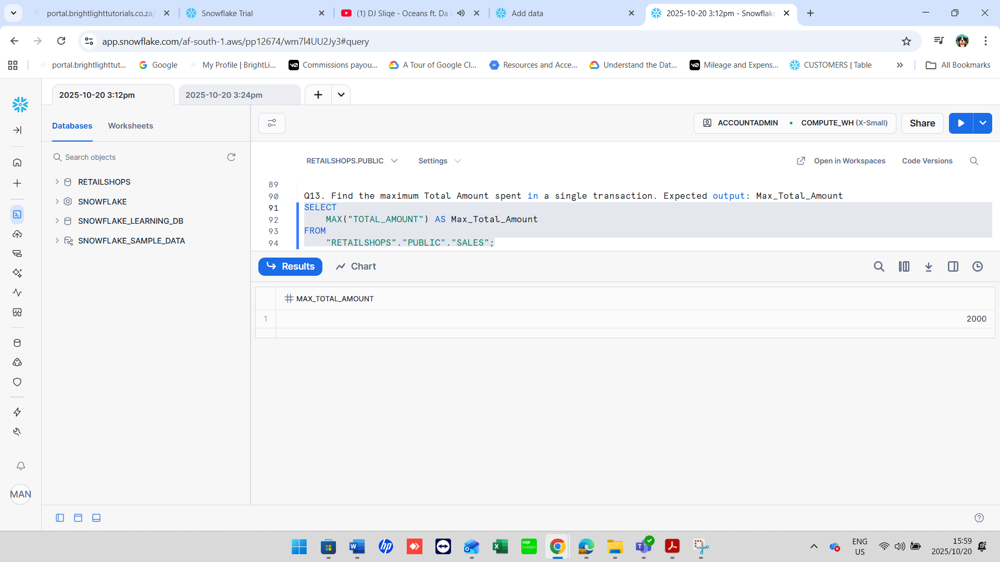 portal.brightlighttutorials.co.za/
Snowflake Trial
(1) DJ Sliqe - Oceans ft. Da
Add data
2025-10-20 3:12pm - Snowflake
app.snowflake.com/af-south-1.aws/pp12674/wm7l4UU2Jy3#query
portal.brightlighttut...
Google
My Profile | BrightLi...
Commissions payou...
A Tour of Google Cl...
Resources and Acce...
Understand the Dat...
Mileage and Expens...
CUSTOMERS | Table
All Bookmarks
2025-10-20 3:12pm
2025-10-20 3:24pm
Databases
Worksheets
ACCOUNTADMIN
COMPUTE_WH (X-Small)
Share
Search objects
RETAILSHOPS
SNOWFLAKE
SNOWFLAKE_LEARNING_DB
SNOWFLAKE_SAMPLE_DATA
RETAILSHOPS.PUBLIC
Settings
Open in Workspaces
Code Versions
89
90 Q13. Find the maximum Total Amount spent in a single transaction. Expected output: Max_Total_Amount
91 SELECT
92 MAX("TOTAL_AMOUNT") AS Max_Total_Amount
93 FROM
94 "RETAILSHOPS"."PUBLIC"."SALES";
Results
Chart
MAX_TOTAL_AMOUNT
1 2000
MAN
sage
Evolution
ENG
US
15:59
2025/10/20